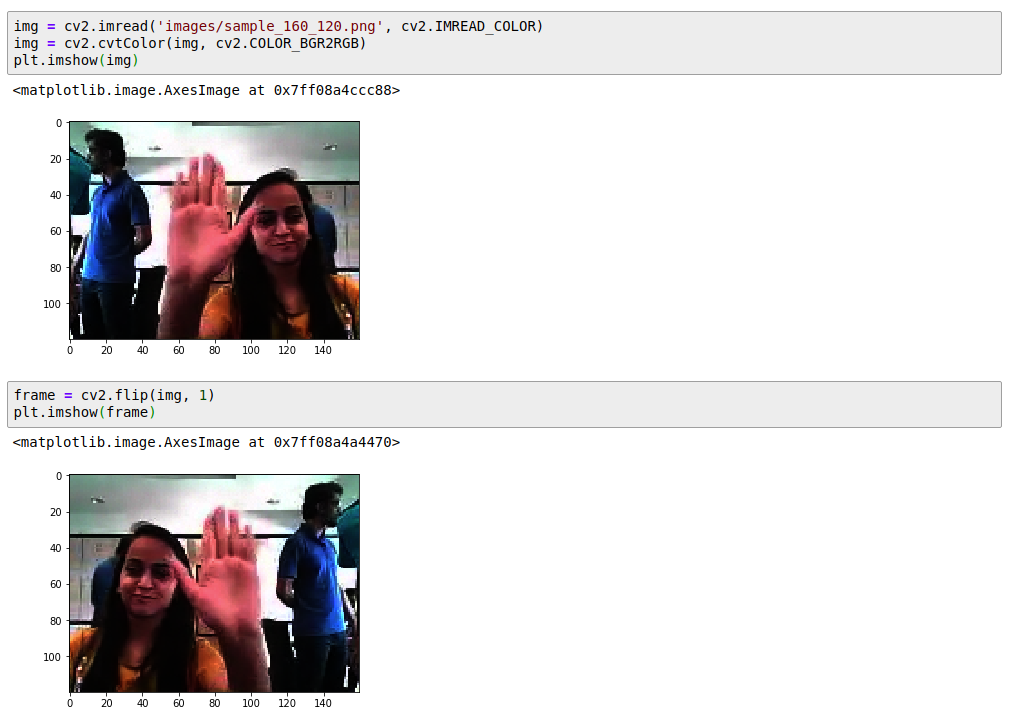 img = cv2.imread('images/sample_160_120.png', cv2.IMREAD_COLOR)
img = cv2.cvtColor(img, cv2.COLOR_BGR2RGB)
plt.imshow(img)
<matplotlib.image.AxesImage at 0x7ff08a4ccc88>
0
20
40
60
80
100
0 20 40 60 80 100 120 140
frame = cv2.flip(img, 1)
plt.imshow(frame)
<matplotlib.image.AxesImage at 0x7ff08a4a4470>
0
20
40
60
80
100
0 20 40 60 80 100 120 140